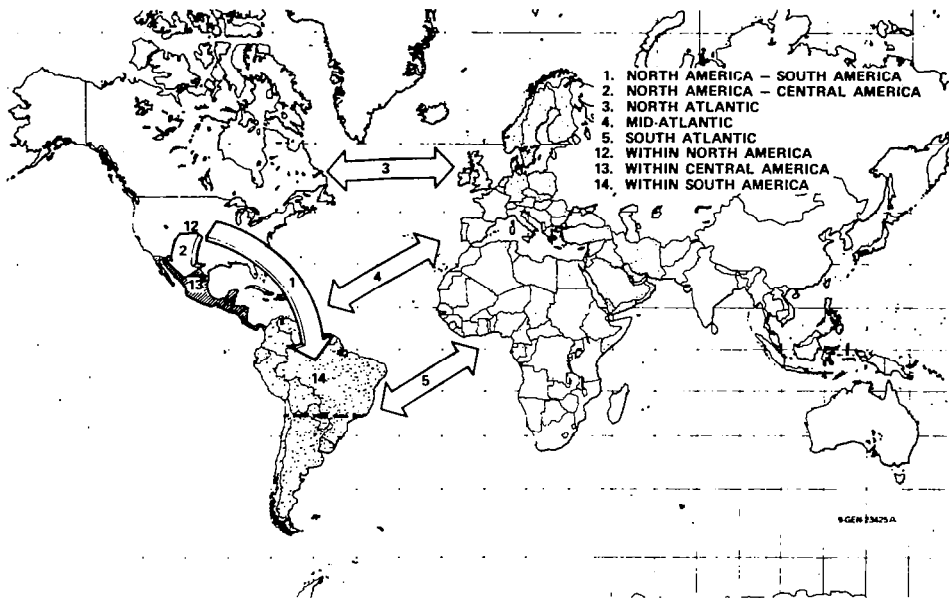 1. NORTH AMERICA – SOUTH AMERICA
2. NORTH AMERICA – CENTRAL AMERICA
3. NORTH ATLANTIC
4. MID-ATLANTIC
5. SOUTH ATLANTIC
12. WITHIN NORTH AMERICA
13. WITHIN CENTRAL AMERICA
14. WITHIN SOUTH AMERICA
3
12
2
4
13
1
14
5
9-GEN-23425A